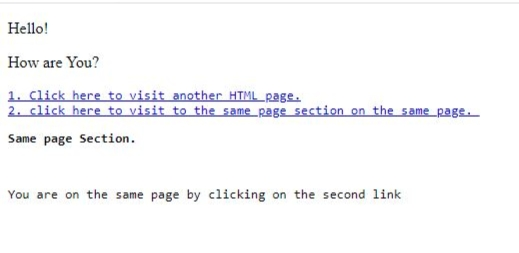 Hello!
How are You?
1. Click here to visit another HTML page.
2. click here to visit to the same page section on the same page.
Same page Section.
You are on the same page by clicking on the second link